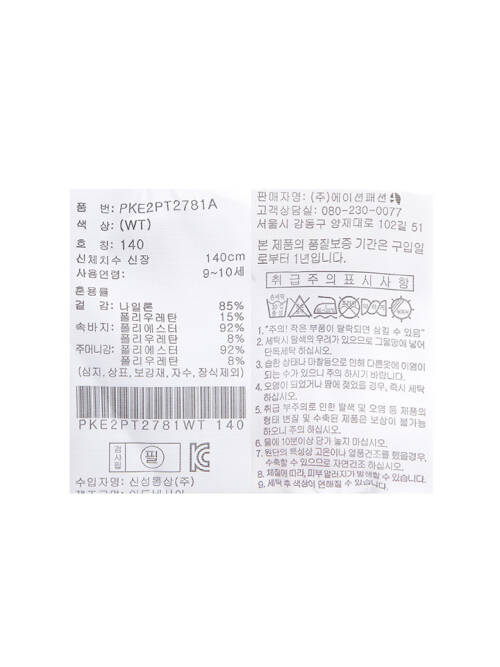 품 번: PKE2PT2781A
색 상: (WT)
호 칭: 140
신체치수 신장 140cm
사용연령: 9~10세
혼용률
겉 감: 나일론 85%
폴리우레탄 15%
속바지: 폴리에스터 92%
폴리우레탄 8%
주머니감: 폴리에스터 92%
폴리우레탄 8%
(심지, 상표, 보강재, 자수, 장식제외)
PKE2PT2781WT 140
검사필 필
수입자명: 신성통상(주)
판매자명: (주)에이션패션
고객상담실: 080-230-0077
서울시 강동구 양재대로 102길 51
본 제품의 품질보증 기간은 구입일
로부터 1년입니다.
취급주의표시사항
1. "주의! 작은 부품이 탈락되면 삼킬 수 있음"
2. 세탁시 탈색의 우려가 있으므로 그물망에 넣어
단독세탁 하십시오.
3. 습한 상태나 마찰등으로 인해 다른옷에 이염이
되는 수가 있으니 주의 하시기 바랍니다.
4. 오염이 되었거나 땀에 젖었을 경우, 즉시 세탁
하십시오.
5. 취급 부주의로 인한 탈색 및 오염 등 제품의
형태 변질 및 수축된 제품은 보상이 불가능
하오니 주의 하십시오.
6. 물에 10분이상 담가 놓지 마십시오.
7. 원단의 특성상 고온이나 열풍건조를 했을경우,
수축할 수 있으므로 자연건조 하십시오.
8. 체질에 따라, 피부 알러지가 발생할 수 있습니다.
9. 세탁 후 색상이 연해질 수 있습니다.